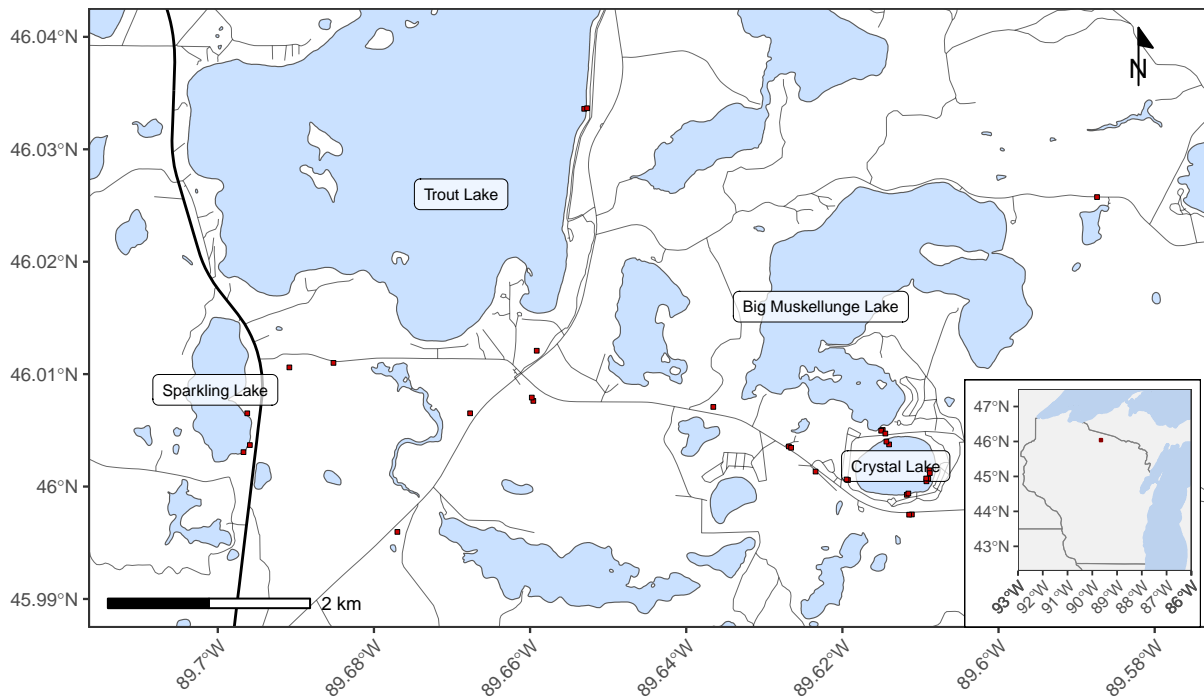 46.04°N
46.03°N
46.02°N
46.01°N
46°N
45.99°N
N
Trout Lake
Big Muskellunge Lake
Sparkling Lake
Crystal Lake
2 km
89.7°W
89.68°W
89.66°W
89.64°W
89.62°W
89.6°W
89.58°W
47°N
46°N
45°N
44°N
43°N
93°W
92°W
91°W
90°W
89°W
88°W
87°W
86°W